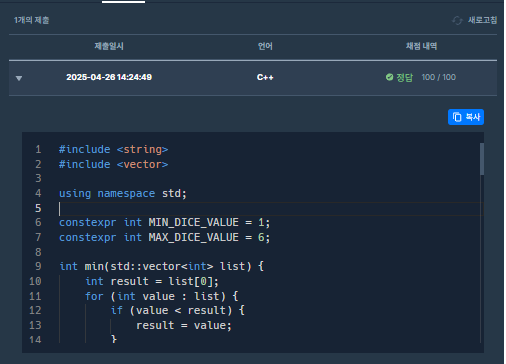 1개의 제출
새로고침
제출일시 언어 채점 내역
2025-04-26 14:24:49 C++ 정답 100 / 100
복사
1 #include <string>
2 #include <vector>
3
4 using namespace std;
5
6 constexpr int MIN_DICE_VALUE = 1;
7 constexpr int MAX_DICE_VALUE = 6;
8
9 int min(std::vector<int> list) {
10     int result = list[0];
11     for (int value : list) {
12         if (value < result) {
13             result = value;
14         }